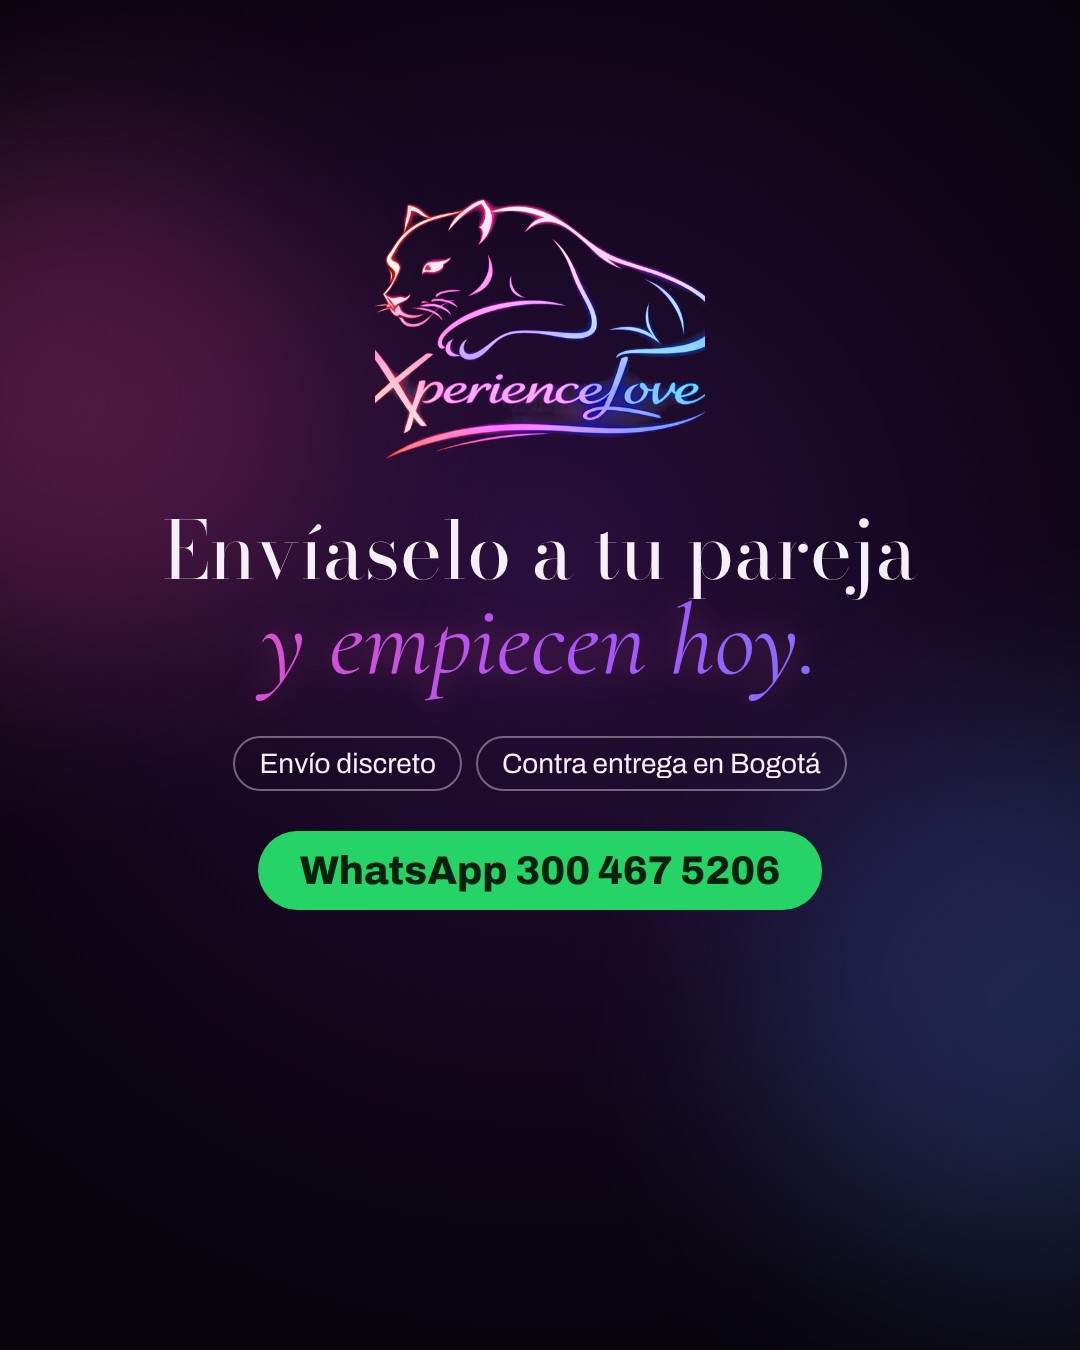 XperienceLove
Envíaselo a tu pareja
y empiecen hoy.
Envío discreto
Contra entrega en Bogotá
WhatsApp 300 467 5206